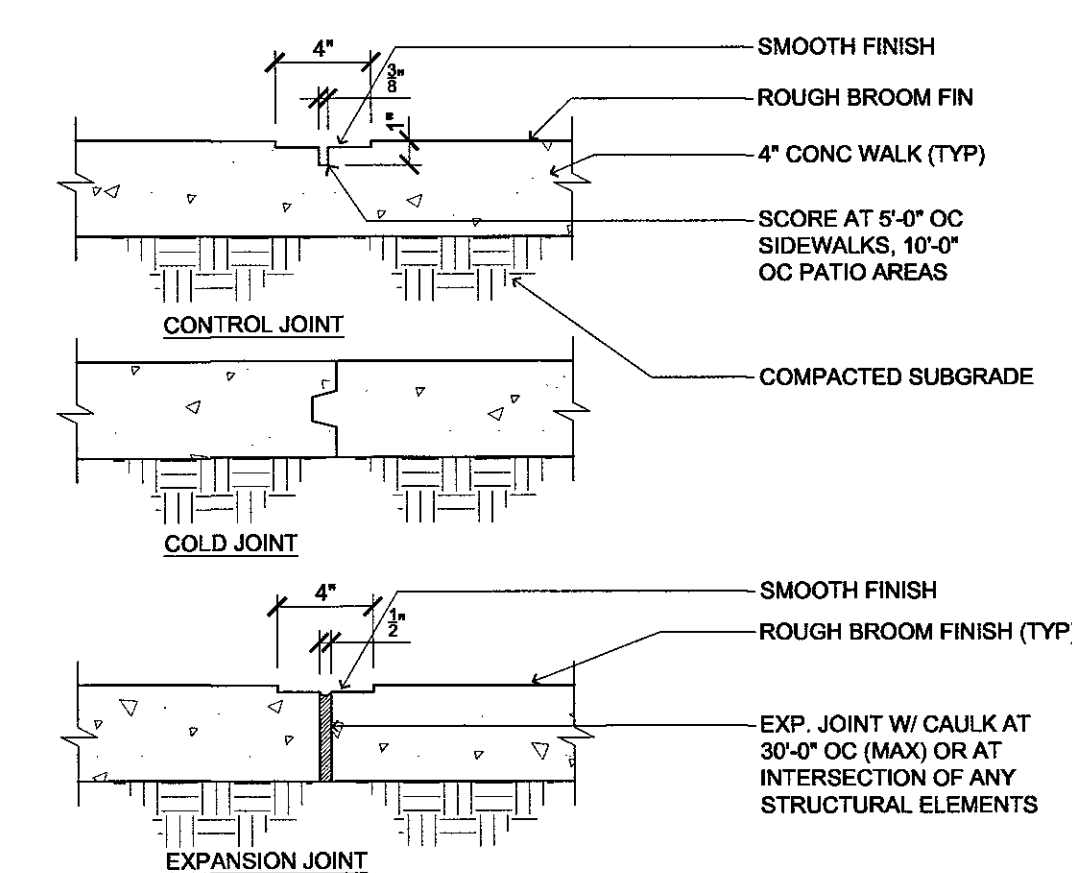 4"
SMOOTH FINISH
3/8"
ROUGH BROOM FIN
1"
4" CONC WALK (TYP)
SCORE AT 5'-0" OC
SIDEWALKS, 10'-0"
OC PATIO AREAS
CONTROL JOINT
COMPACTED SUBGRADE
COLD JOINT
4"
SMOOTH FINISH
1/2"
ROUGH BROOM FINISH (TYP)
EXP. JOINT W/ CAULK AT
30'-0" OC (MAX) OR AT
INTERSECTION OF ANY
STRUCTURAL ELEMENTS
EXPANSION JOINT